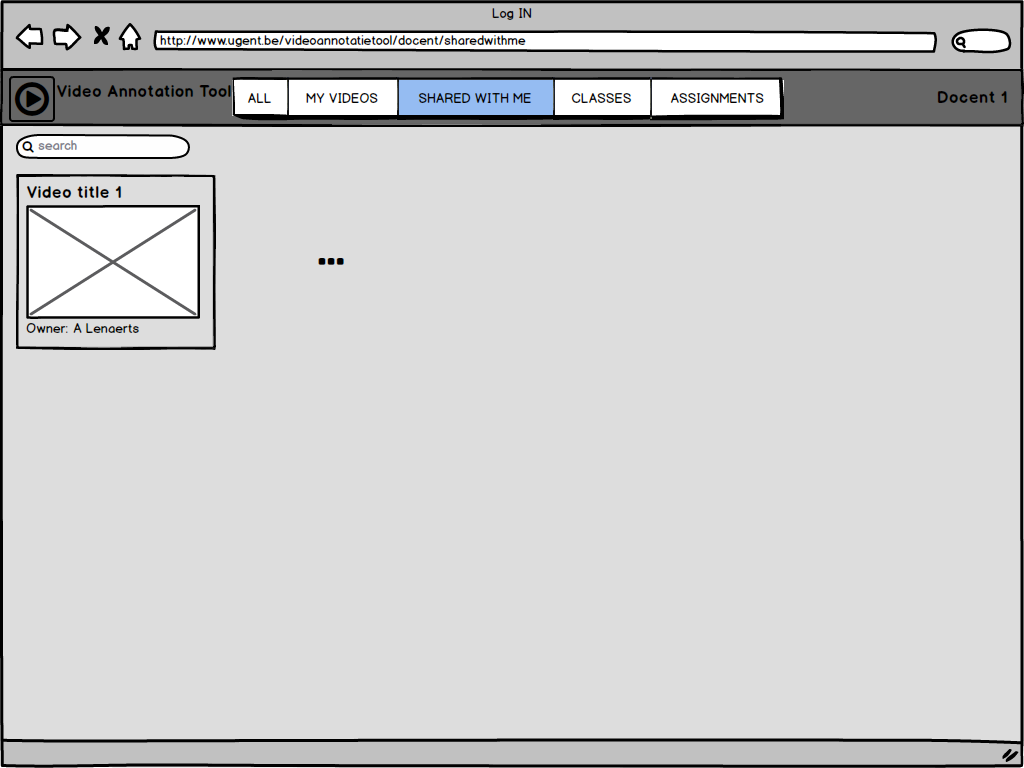 Log IN
http://www.ugent.be/videoannotatietool/docent/sharedwithme
Video Annotation Tool
ALL
MY VIDEOS
SHARED WITH ME
CLASSES
ASSIGNMENTS
Docent 1
search
Video title 1
Owner: A Lenaerts
...